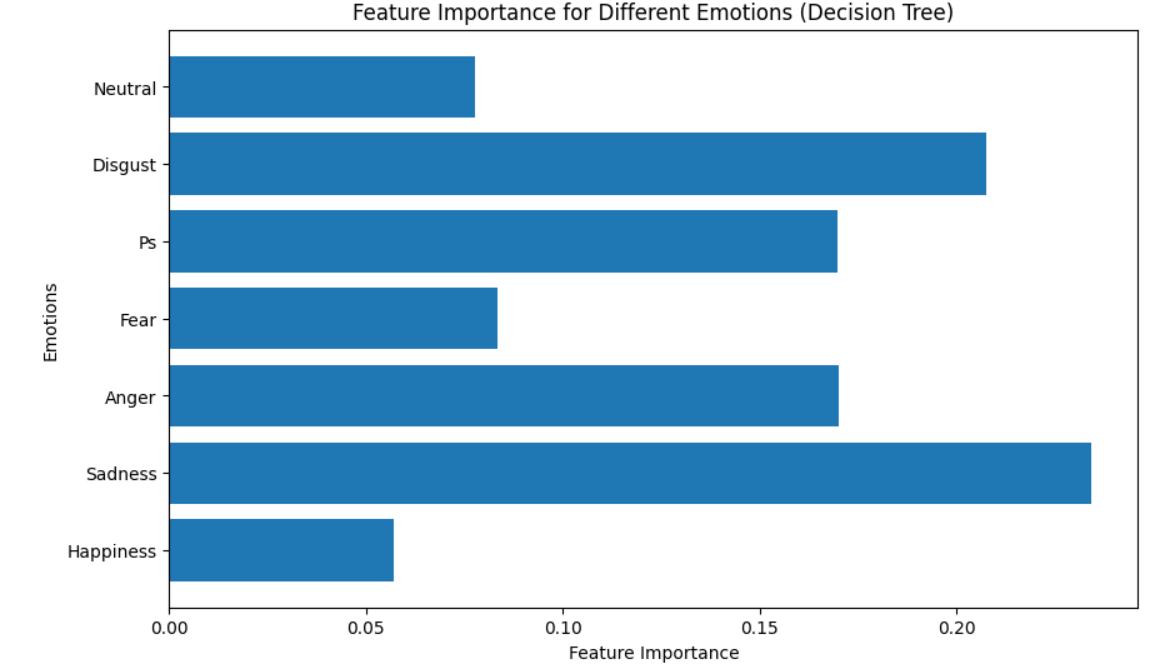 Feature Importance for Different Emotions (Decision Tree)
Emotions
Neutral
Disgust
Ps
Fear
Anger
Sadness
Happiness
0.00 0.05 0.10 0.15 0.20
Feature Importance